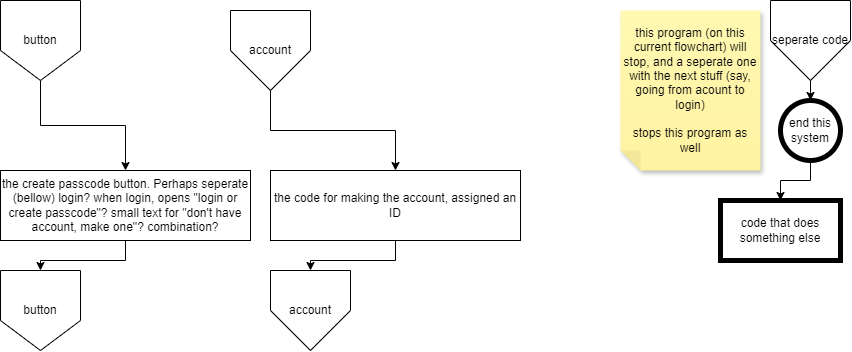 button
account
this program (on this
current flowchart) will
stop, and a seperate one
with the next stuff (say,
going from acount to
login)
stops this program as
well
seperate code
end this
system
the create passcode button. Perhaps seperate
(bellow) login? when login, opens "login or
create passcode"? small text for "don't have
account, make one"? combination?
the code for making the account, assigned an
ID
code that does
something else
button
account